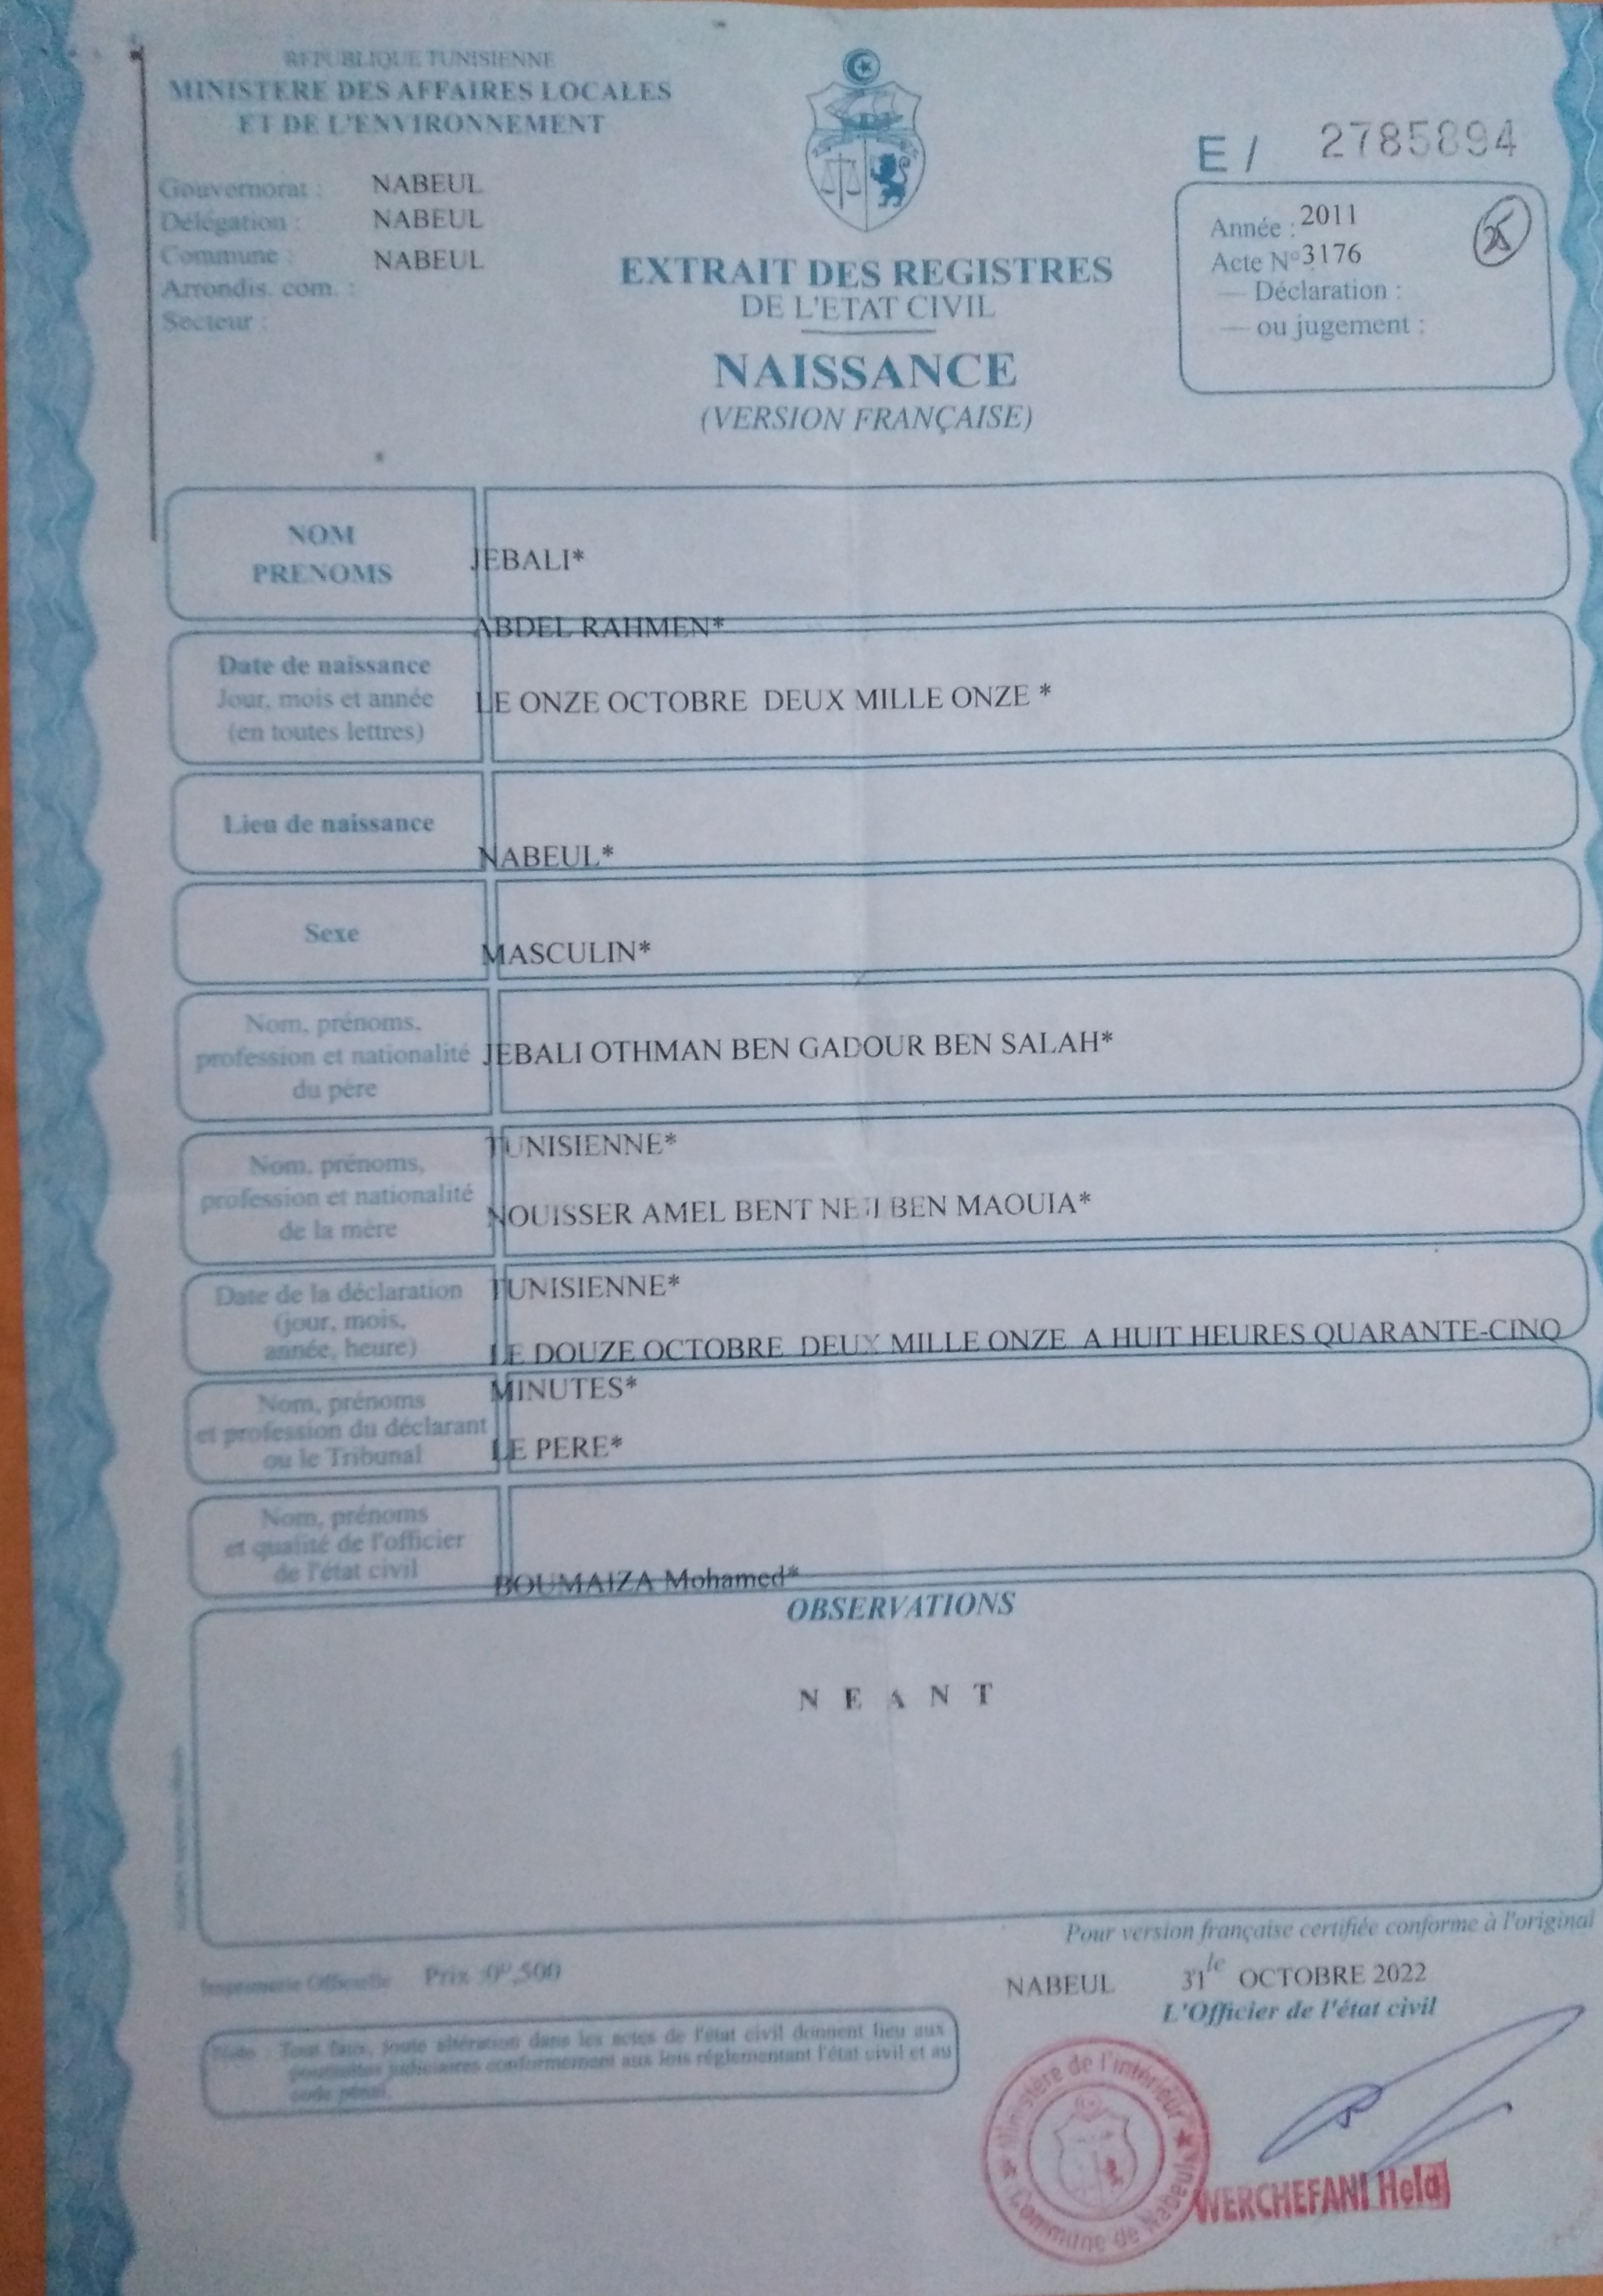 REPUBLIQUE TUNISIENNE
MINISTERE DES AFFAIRES LOCALES
ET DE L'ENVIRONNEMENT
Gouvernorat : NABEUL
Délégation : NABEUL
Commune : NABEUL
Arrondis. com. :
Secteur :
EXTRAIT DES REGISTRES
DE L'ETAT CIVIL
NAISSANCE
(VERSION FRANÇAISE)
E / 2785894
Année : 2011
Acte N° 3176
— Déclaration :
— ou jugement :
NOM
PRENOMS
JEBALI*
ABDEL RAHMEN*
Date de naissance
Jour, mois et année
(en toutes lettres)
LE ONZE OCTOBRE DEUX MILLE ONZE *
Lieu de naissance
NABEUL*
Sexe
MASCULIN*
Nom, prénoms,
profession et nationalité
du père
JEBALI OTHMAN BEN GADOUR BEN SALAH*
TUNISIENNE*
Nom, prénoms,
profession et nationalité
de la mère
NOUISSER AMEL BENT NEJI BEN MAOUIA*
TUNISIENNE*
Date de la déclaration
(jour, mois,
année, heure)
LE DOUZE OCTOBRE DEUX MILLE ONZE A HUIT HEURES QUARANTE-CINQ
MINUTES*
Nom, prénoms
et profession du déclarant
ou le Tribunal
LE PERE*
Nom, prénoms
et qualité de l'officier
de l'état civil
BOUMAIZA Mohamed*
OBSERVATIONS
N E A N T
Pour version française certifiée conforme à l'original
Imprimerie Officielle Prix :0ᴰ,500
NABEUL 31 le OCTOBRE 2022
L'Officier de l'état civil
Note : Tout faux, toute altération dans les actes de l'état civil donnent lieu aux
poursuites judiciaires conformement aux lois réglementant l'état civil et au
code pénal.
Ministère de l'intérieur
Commune de Nabeul
WERCHEFANI Hela